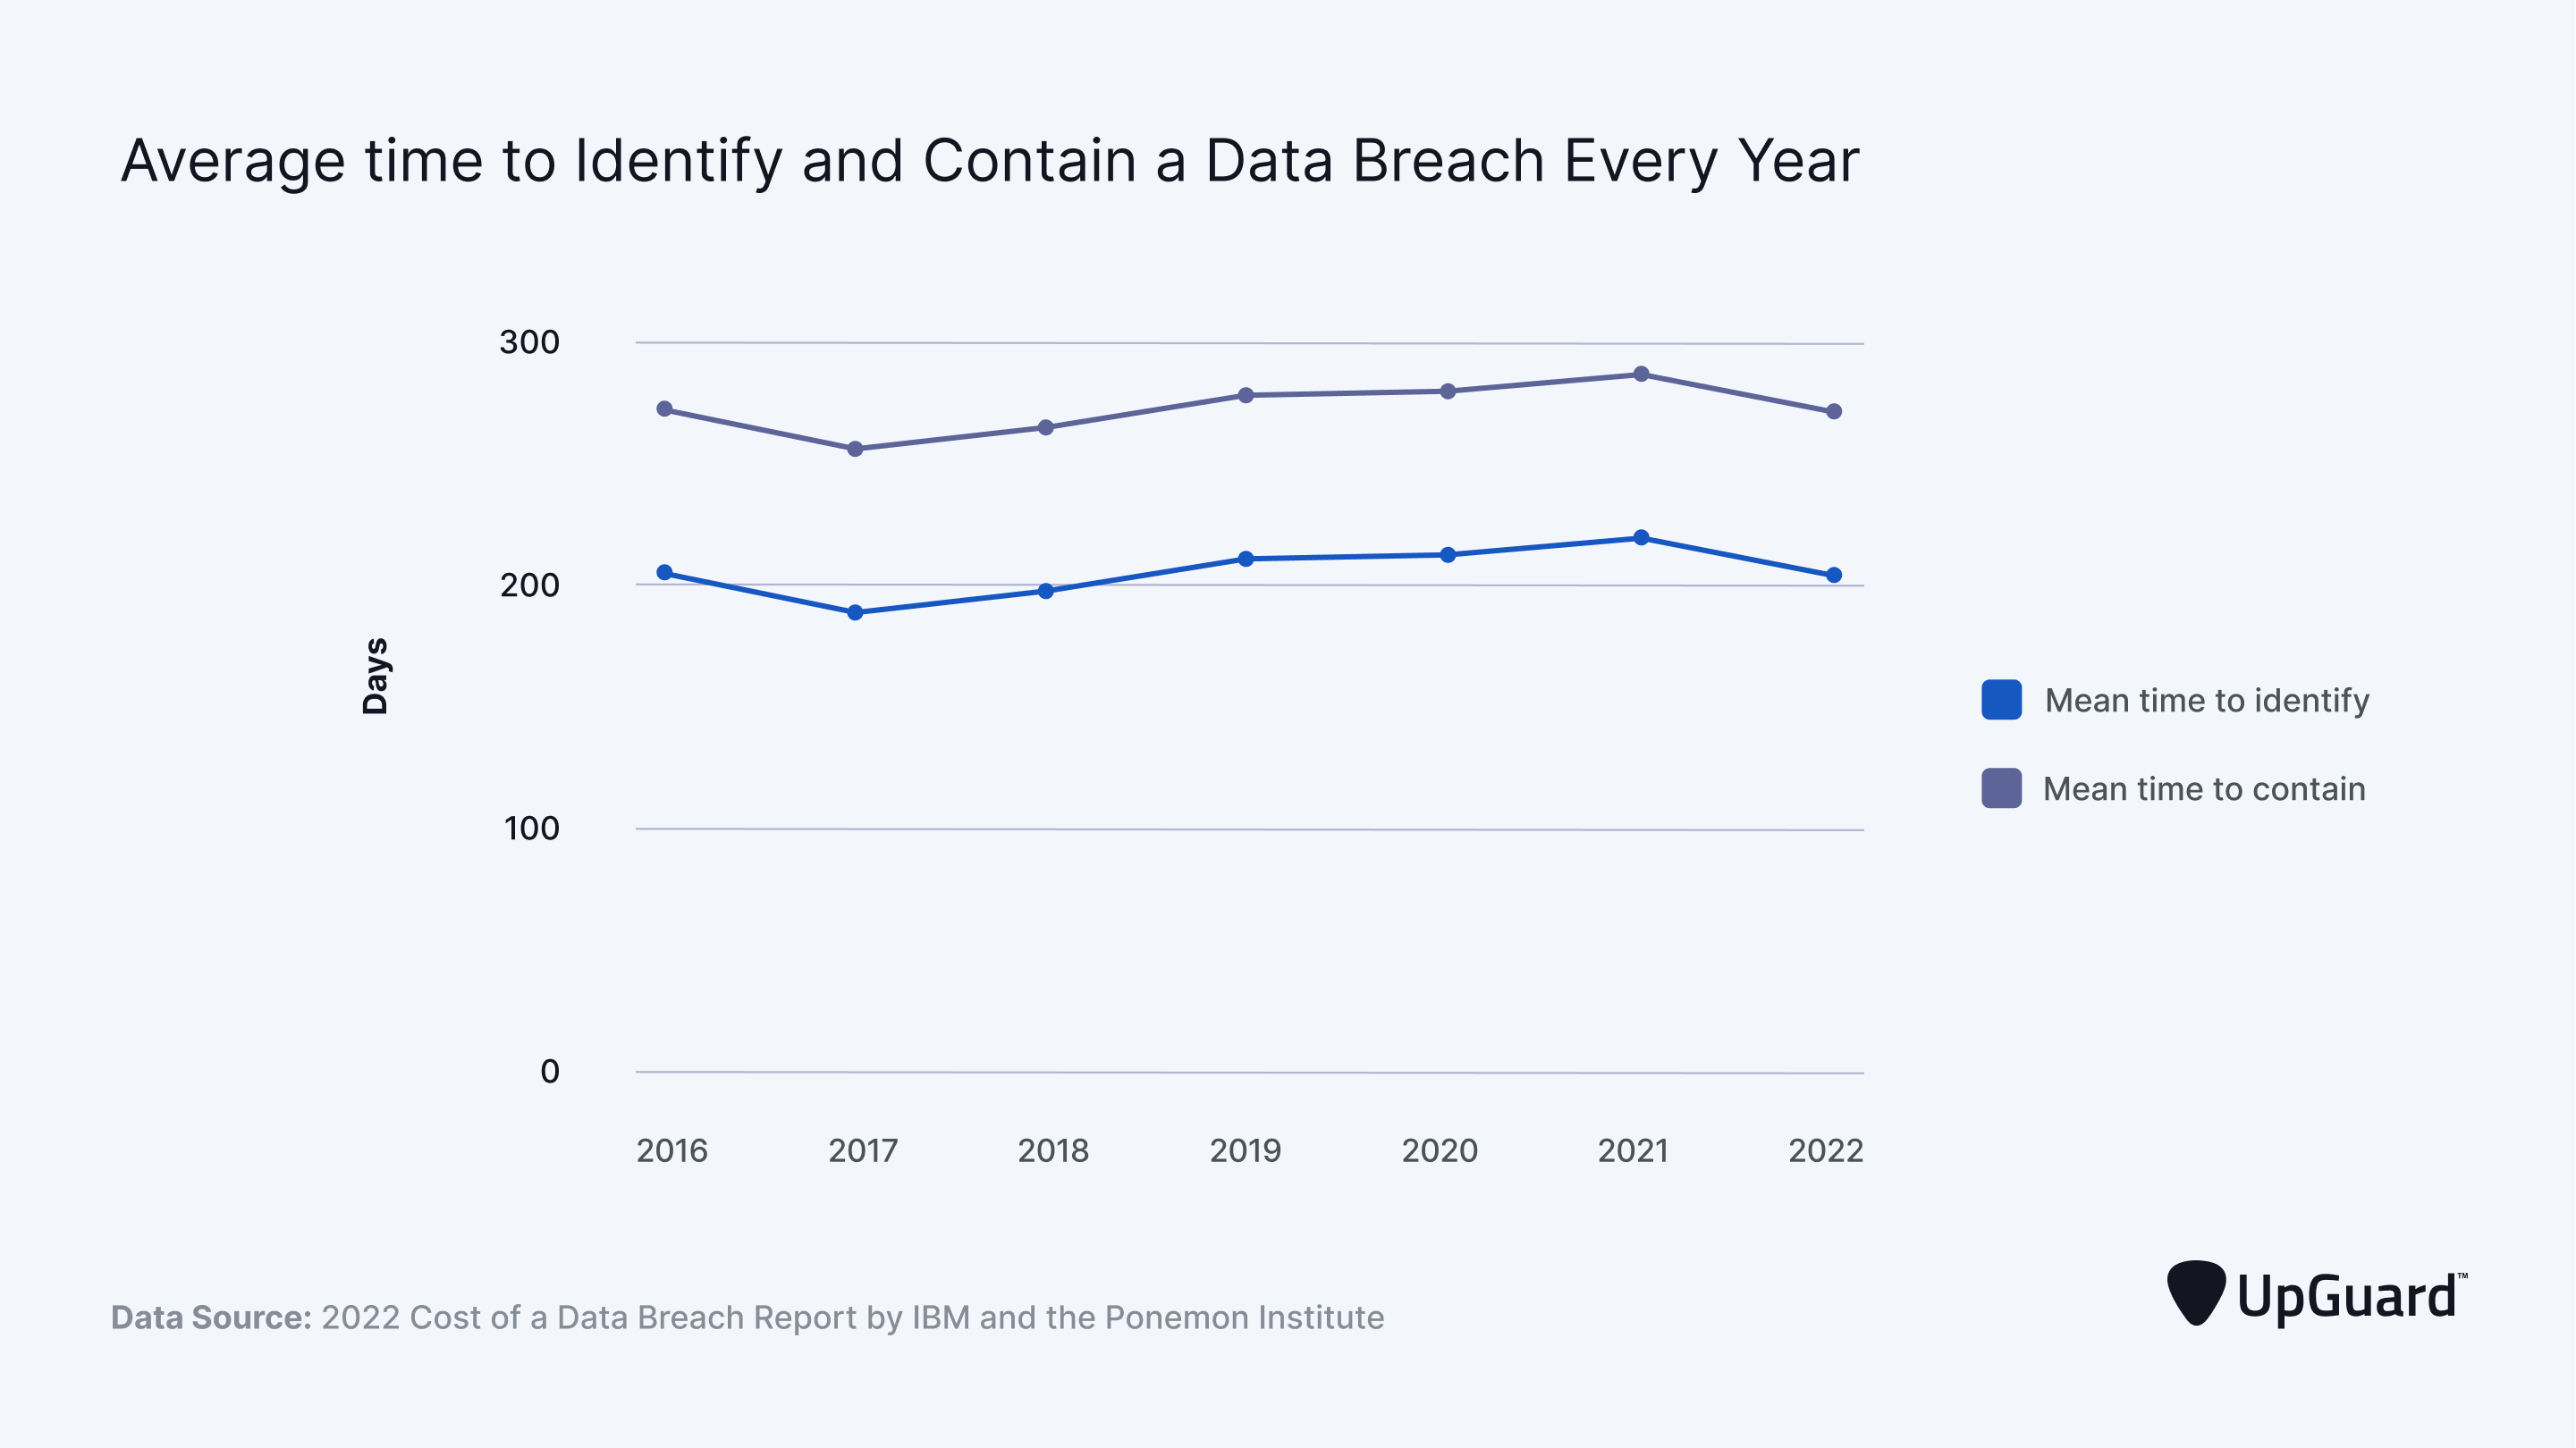 Average time to Identify and Contain a Data Breach Every Year
300
200
100
0
Days
2016 2017 2018 2019 2020 2021 2022
Mean time to identify
Mean time to contain
Data Source: 2022 Cost of a Data Breach Report by IBM and the Ponemon Institute
UpGuard™